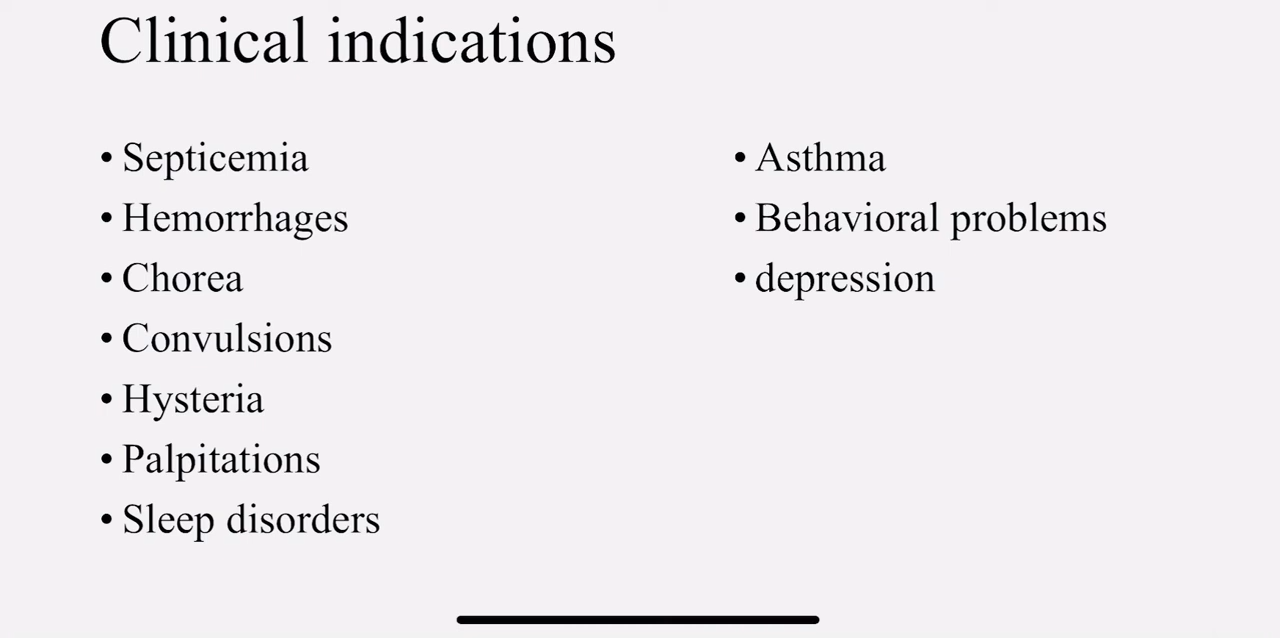 Clinical indications
• Septicemia
• Hemorrhages
• Chorea
• Convulsions
• Hysteria
• Palpitations
• Sleep disorders
• Asthma
• Behavioral problems
• depression